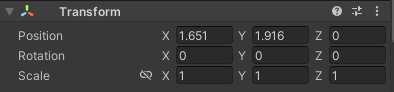 Transform
Position X 1.651 Y 1.916 Z 0
Rotation X 0 Y 0 Z 0
Scale X 1 Y 1 Z 1